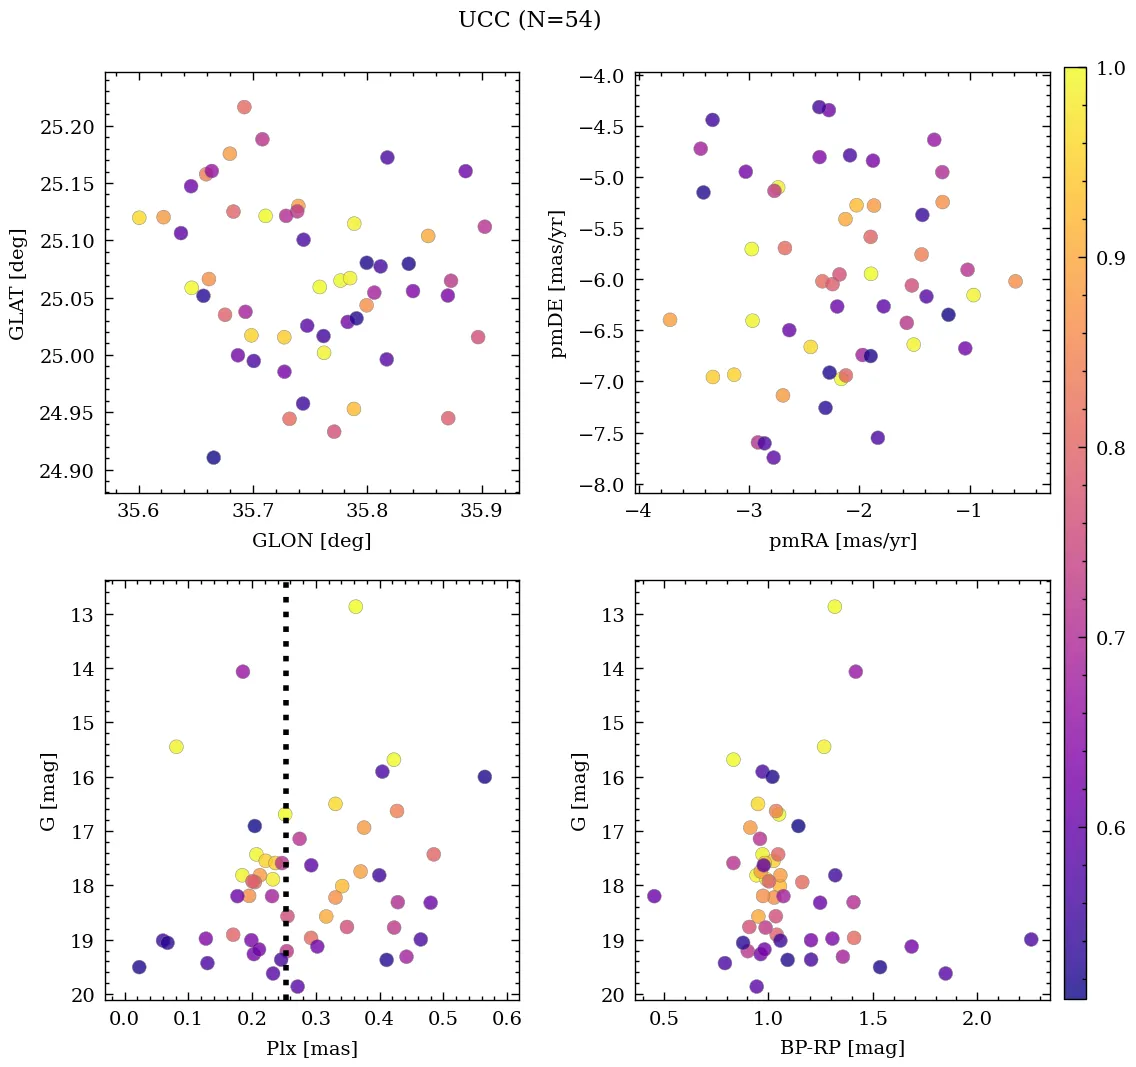 UCC (N=54)
25.20
25.15
25.10
25.05
25.00
24.95
24.90
GLAT [deg]
35.6 35.7 35.8 35.9
GLON [deg]
−4.0
−4.5
−5.0
−5.5
−6.0
−6.5
−7.0
−7.5
−8.0
pmDE [mas/yr]
−4 −3 −2 −1
pmRA [mas/yr]
1.0
0.9
0.8
0.7
0.6
13
14
15
16
17
18
19
20
G [mag]
0.0 0.1 0.2 0.3 0.4 0.5 0.6
Plx [mas]
13
14
15
16
17
18
19
20
G [mag]
0.5 1.0 1.5 2.0
BP-RP [mag]